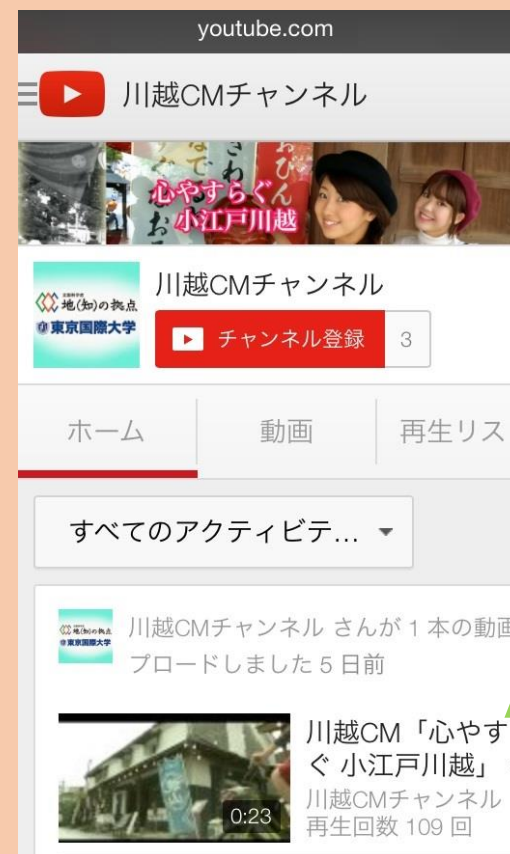 youtube.com
川越CMチャンネル
心やすらぐ
小江戸川越
川越CMチャンネル
地(知)の拠点
東京国際大学
チャンネル登録 3
ホーム 動画 再生リス
すべてのアクティビテ...
川越CMチャンネル さんが 1 本の動画
プロードしました 5 日前
地(知)の拠点
東京国際大学
川越CM「心やす
ぐ 小江戸川越」
0:23
川越CMチャンネル
再生回数 109 回